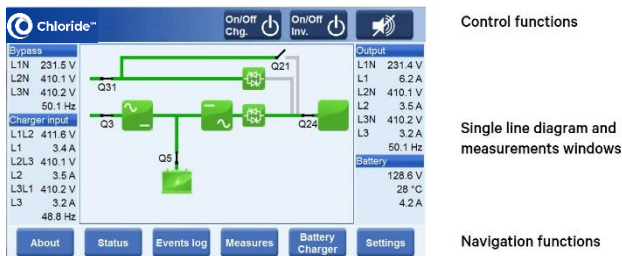 Chloride™
On/Off Chg.
On/Off Inv.
Control functions
Bypass
L1N 231.5 V
L2N 410.1 V
L3N 410.2 V
50.1 Hz
Charger input
L1L2 411.6 V
L1 3.4 A
L2L3 410.1 V
L2 3.5 A
L3L1 410.2 V
L3 3.2 A
48.8 Hz
Q21
Q31
Q3
Q24
Q5
Output
L1N 231.4 V
L1 6.2 A
L2N 410.1 V
L2 3.5 A
L3N 410.2 V
L3 3.2 A
50.1 Hz
Battery
128.6 V
28 °C
4.2 A
Single line diagram and
measurements windows
About
Status
Events log
Measures
Battery
Charger
Settings
Navigation functions